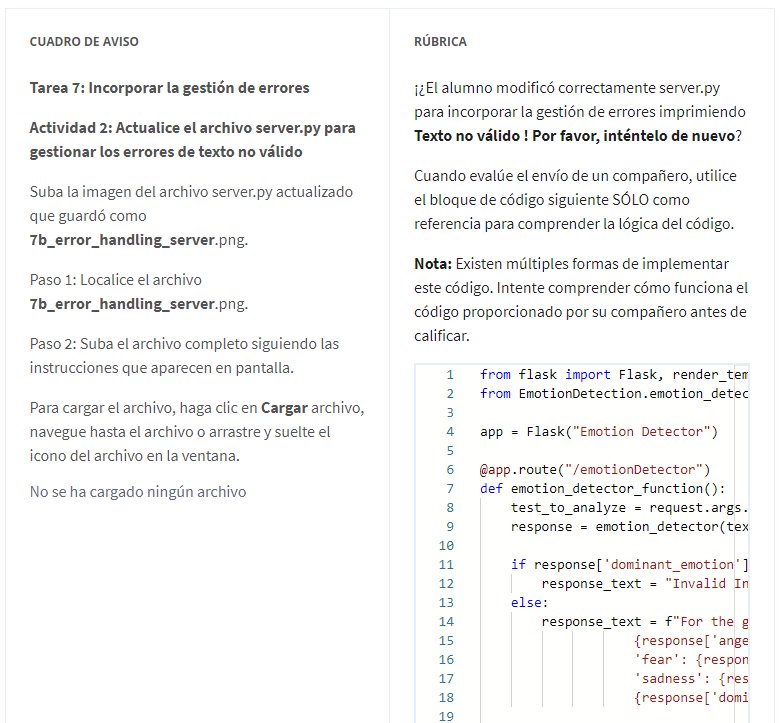 CUADRO DE AVISO
Tarea 7: Incorporar la gestión de errores
Actividad 2: Actualice el archivo server.py para
gestionar los errores de texto no válido
Suba la imagen del archivo server.py actualizado
que guardó como
7b_error_handling_server.png.
Paso 1: Localice el archivo
7b_error_handling_server.png.
Paso 2: Suba el archivo completo siguiendo las
instrucciones que aparecen en pantalla.
Para cargar el archivo, haga clic en Cargar archivo,
navegue hasta el archivo o arrastre y suelte el
icono del archivo en la ventana.
No se ha cargado ningún archivo
RÚBRICA
¡¿El alumno modificó correctamente server.py
para incorporar la gestión de errores imprimiendo
Texto no válido ! Por favor, inténtelo de nuevo?
Cuando evalúe el envío de un compañero, utilice
el bloque de código siguiente SÓLO como
referencia para comprender la lógica del código.
Nota: Existen múltiples formas de implementar
este código. Intente comprender cómo funciona el
código proporcionado por su compañero antes de
calificar.
1 from flask import Flask, render_tem
2 from EmotionDetection.emotion_detec
3
4 app = Flask("Emotion Detector")
5
6 @app.route("/emotionDetector")
7 def emotion_detector_function():
8 test_to_analyze = request.args.
9 response = emotion_detector(tex
10
11 if response['dominant_emotion']
12 response_text = "Invalid In
13 else:
14 response_text = f"For the g
15 {response['ange
16 'fear': {respon
17 'sadness': {res
18 {response['domi
19